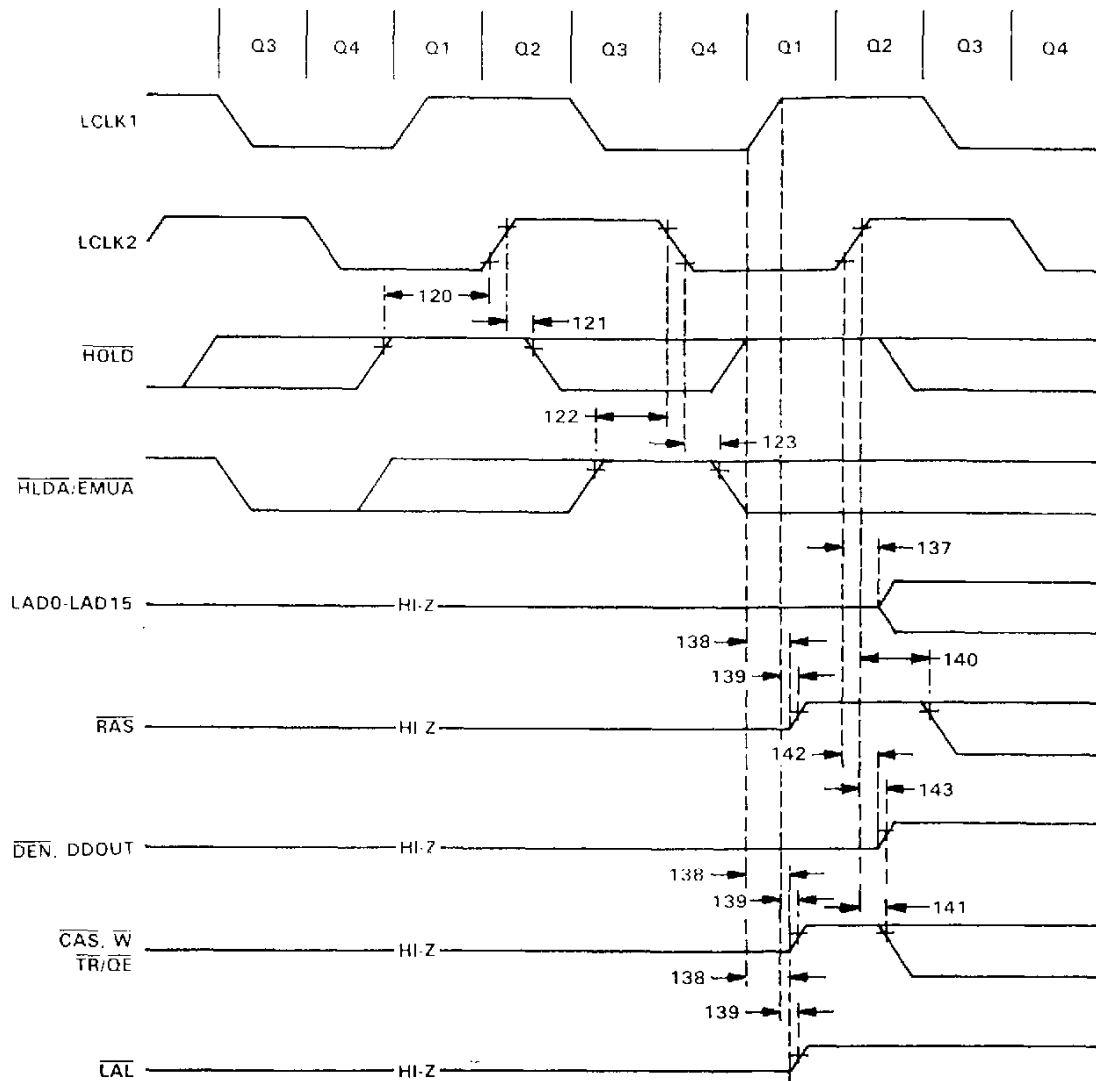 Q3 Q4 Q1 Q2 Q3 Q4 Q1 Q2 Q3 Q4
LCLK1
LCLK2
120
121
HOLD
122
123
HLDA/EMUA
137
LAD0-LAD15 HI-Z
138
140
139
RAS HI-Z
142
143
DEN, DDOUT HI-Z
138
139
141
CAS, W HI-Z
TR/QE
138
139
LAL HI-Z